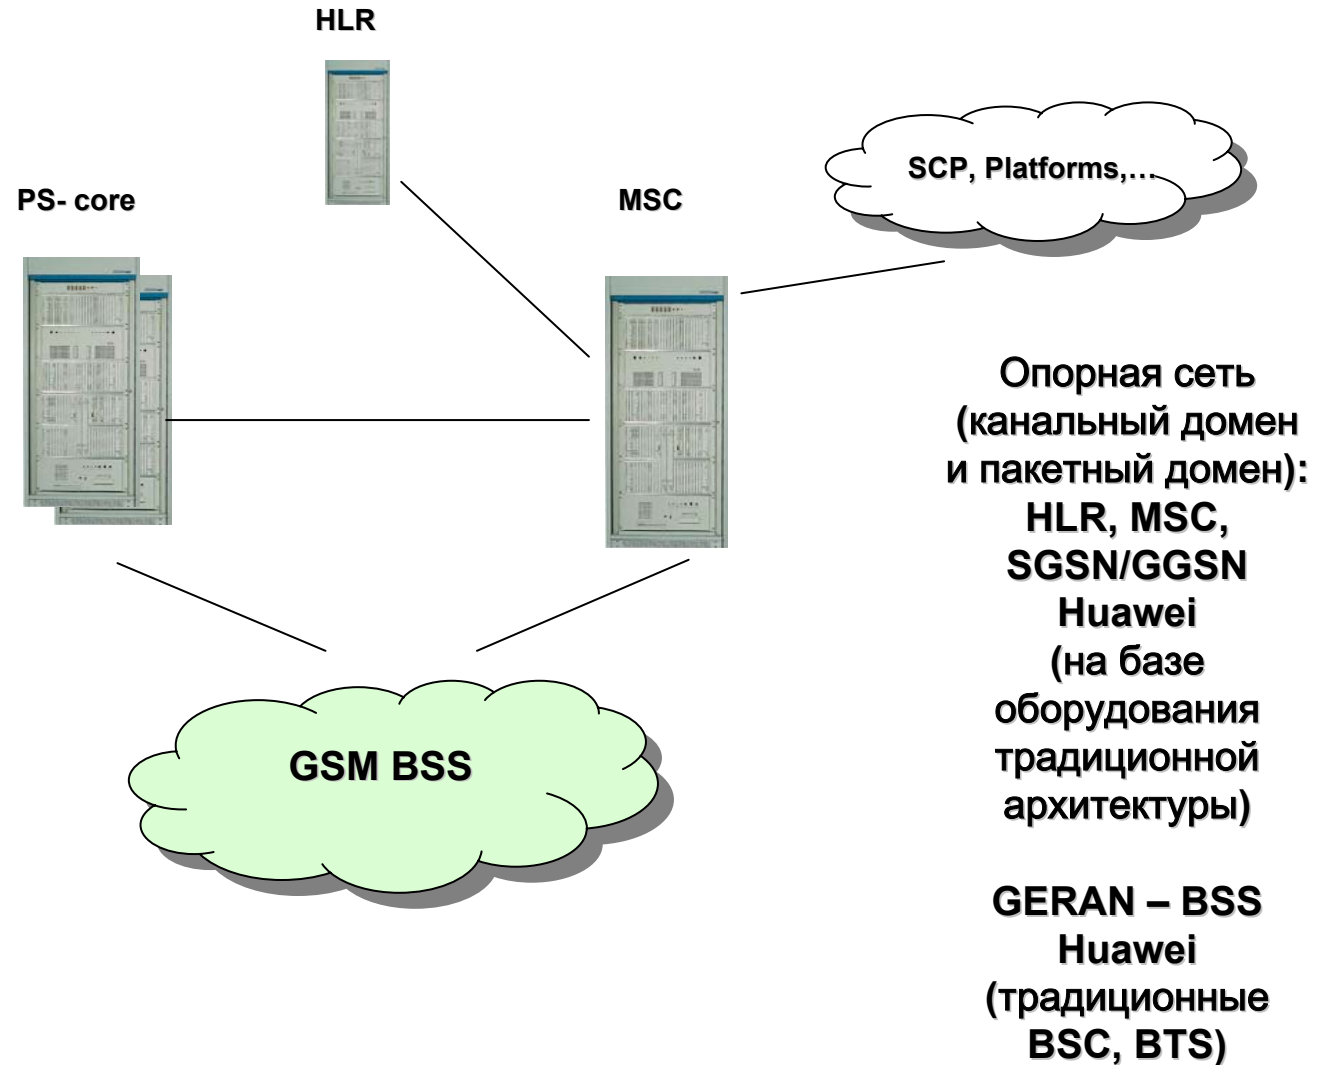 HLR
SCP, Platforms,...
PS- core
MSC
Опорная сеть
(канальный домен
и пакетный домен):
HLR, MSC,
SGSN/GGSN
Huawei
(на базе
оборудования
традиционной
архитектуры)
GSM BSS
GERAN – BSS
Huawei
(традиционные
BSC, BTS)